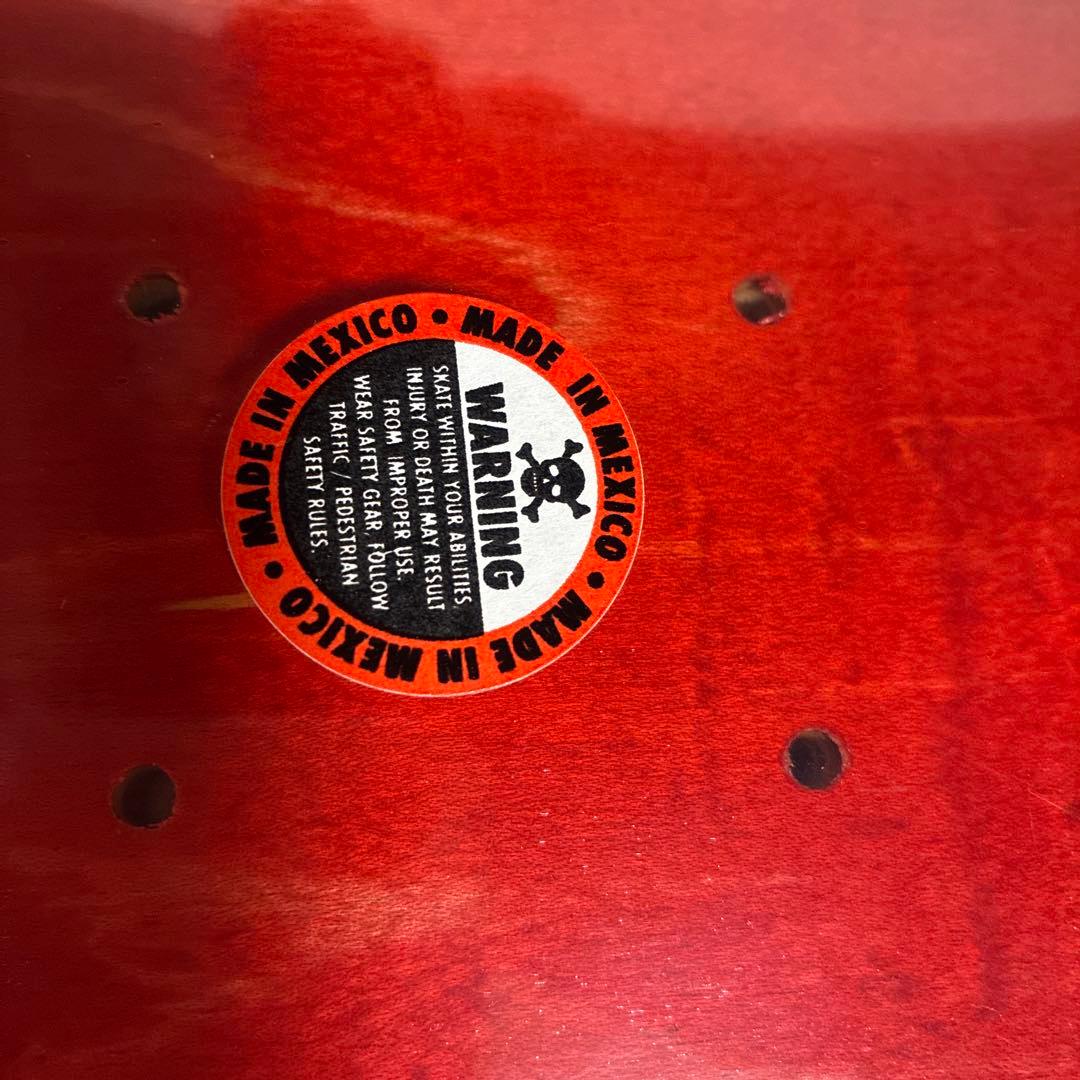 MADE IN MEXICO • MADE IN MEXICO • MADE IN MEXICO •
WARNING
SKATE WITHIN YOUR ABILITIES.
INJURY OR DEATH MAY RESULT
FROM IMPROPER USE.
WEAR SAFETY GEAR. FOLLOW
TRAFFIC / PEDESTRIAN
SAFETY RULES.